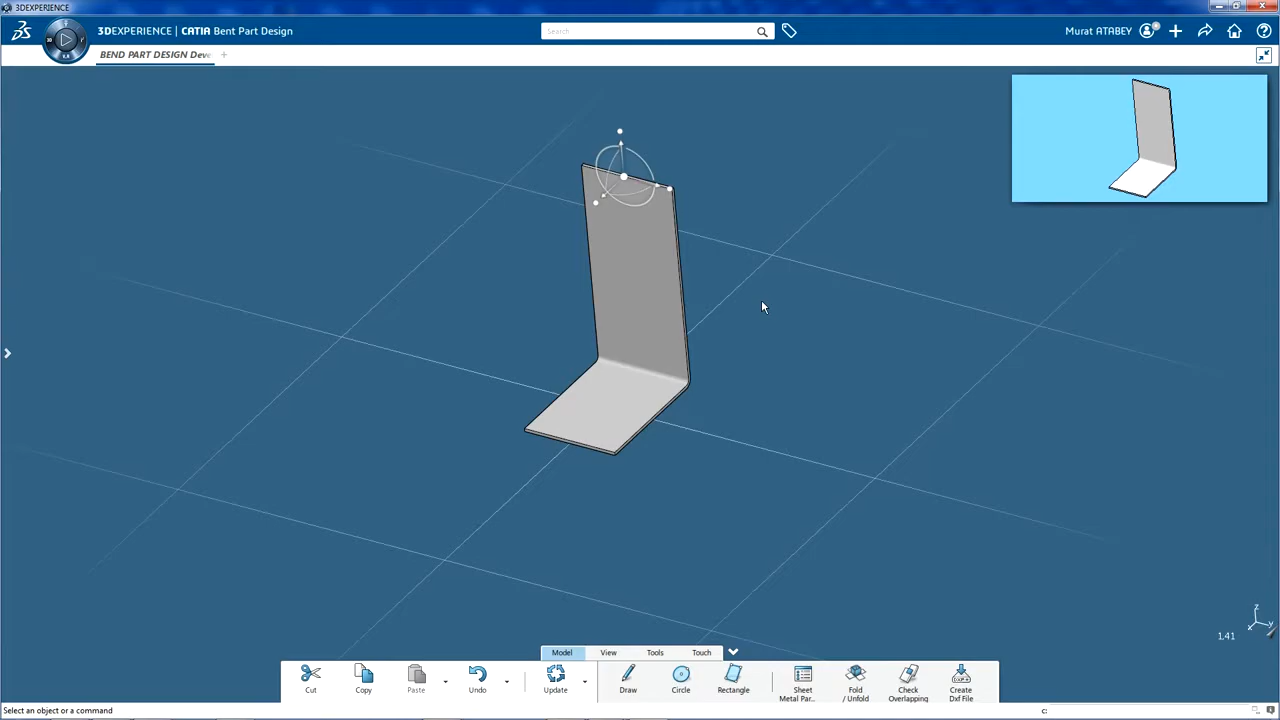 3DEXPERIENCE
3DEXPERIENCE | CATIA Bent Part Design
Search
Murat ATABEY
BEND PART DESIGN Deve
1.41
Model
View
Tools
Touch
Cut
Copy
Paste
Undo
Update
Draw
Circle
Rectangle
Sheet
Metal Par...
Fold
/ Unfold
Check
Overlapping
Create
Dxf File
Select an object or a command
c: